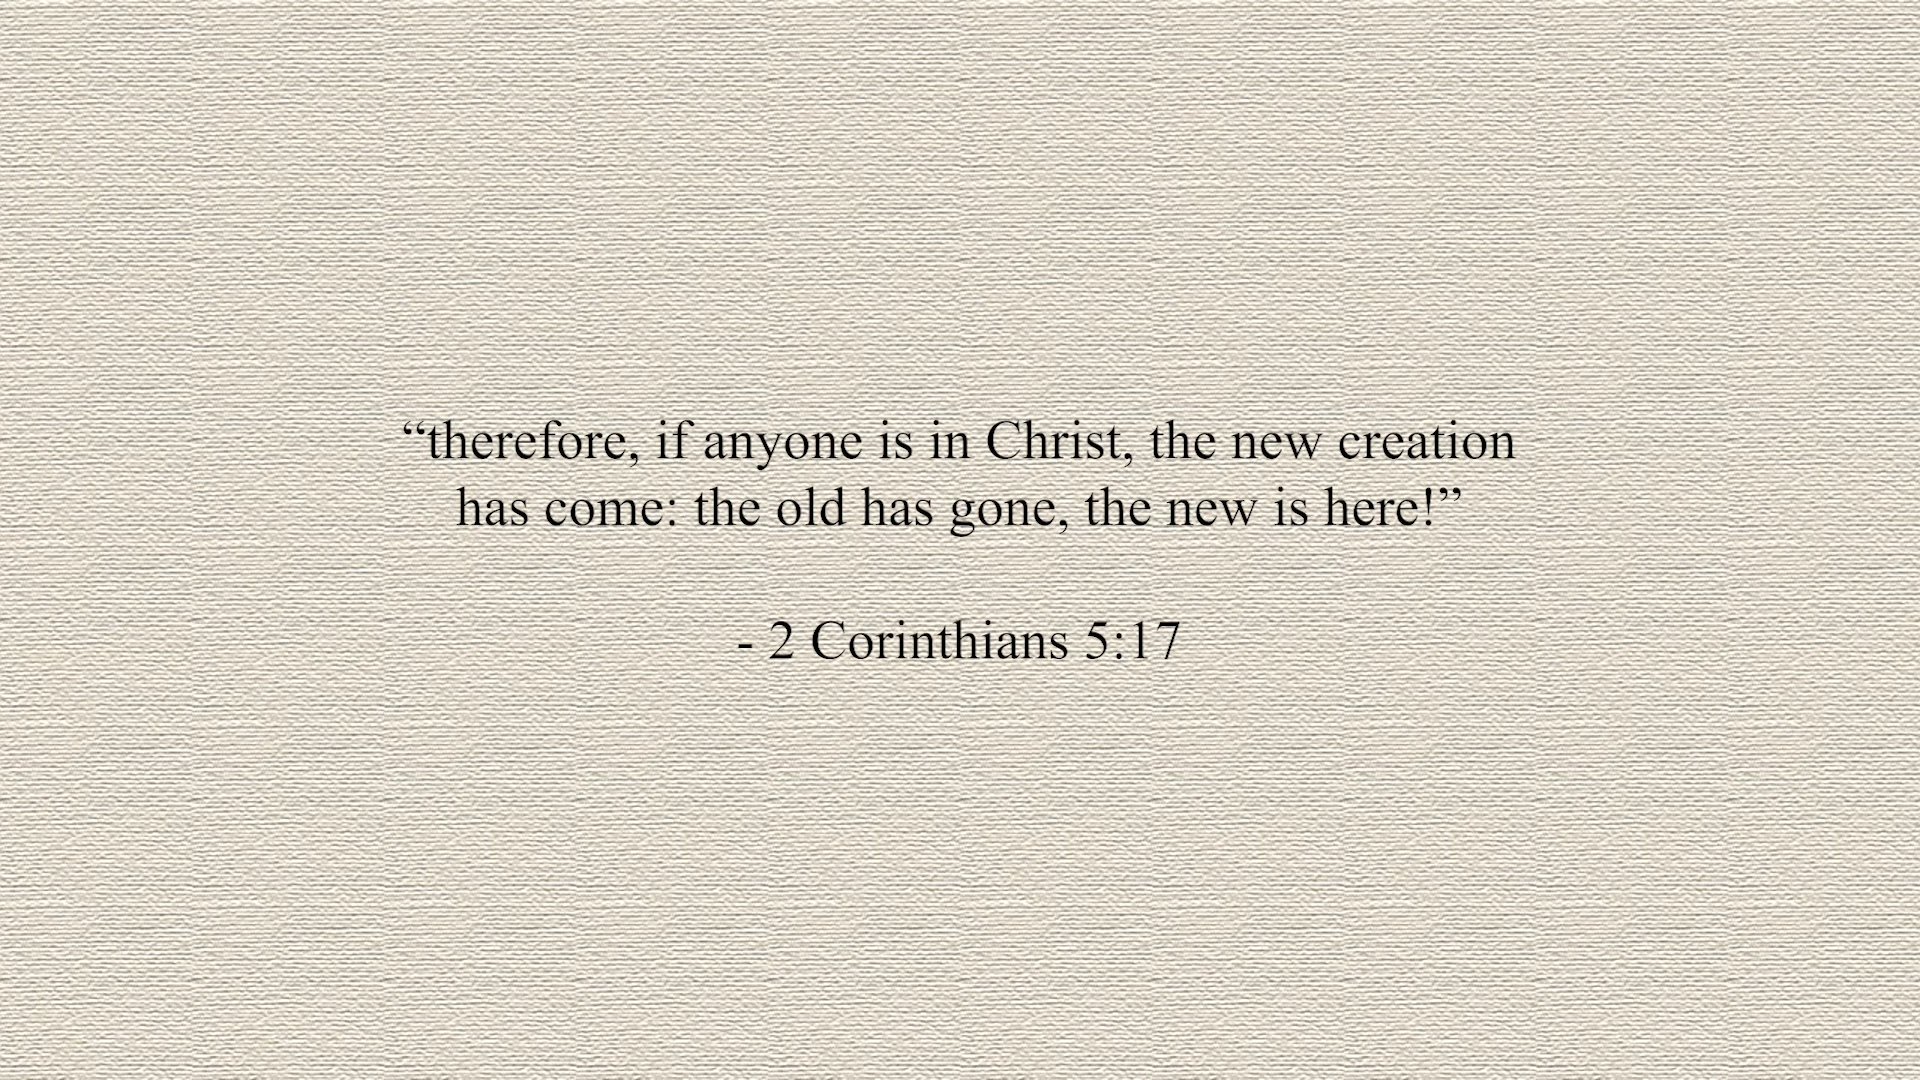 “therefore, if anyone is in Christ, the new creation
has come: the old has gone, the new is here!”
- 2 Corinthians 5:17